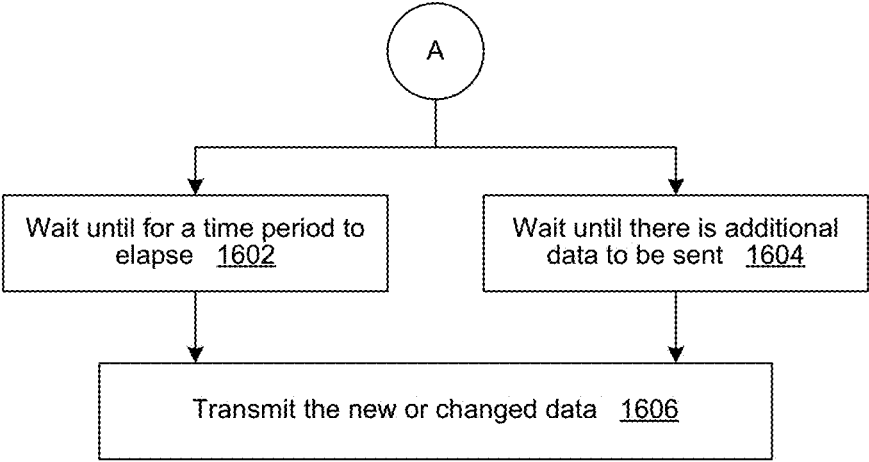 A
Wait until for a time period to
elapse 1602
Wait until there is additional
data to be sent 1604
Transmit the new or changed data 1606